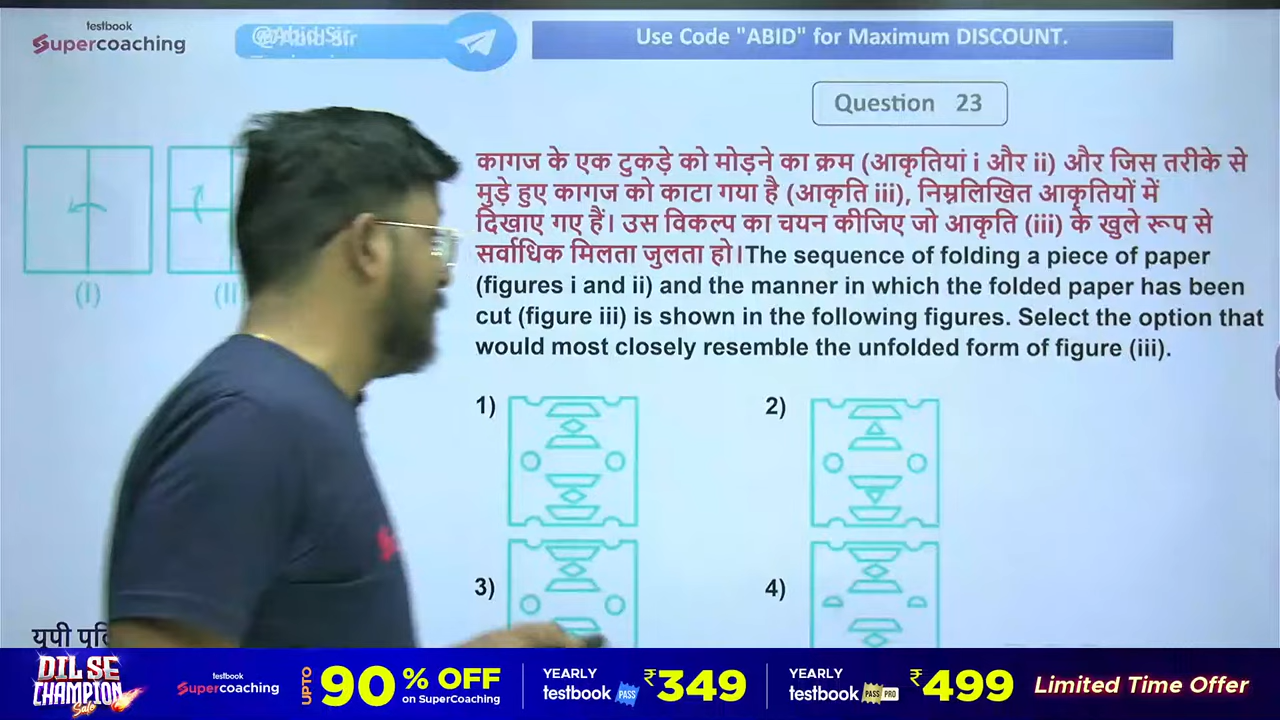 testbook
Supercoaching
@Abid Sir
Use Code "ABID" for Maximum DISCOUNT.
Question 23
कागज के एक टुकड़े को मोड़ने का क्रम (आकृतियां i और ii) और जिस तरीके से
मुड़े हुए कागज को काटा गया है (आकृति iii), निम्नलिखित आकृतियों में
दिखाए गए हैं। उस विकल्प का चयन कीजिए जो आकृति (iii) के खुले रूप से
सर्वाधिक मिलता जुलता हो।The sequence of folding a piece of paper
(figures i and ii) and the manner in which the folded paper has been
cut (figure iii) is shown in the following figures. Select the option that
would most closely resemble the unfolded form of figure (iii).
(I)
(II
1)
2)
3)
4)
यूपी
DIL SE
CHAMPION
Sale
testbook
Supercoaching
UPTO
90% OFF
on SuperCoaching
YEARLY
testbook PASS
₹349
YEARLY
testbook PASS PRO
₹499
Limited Time Offer